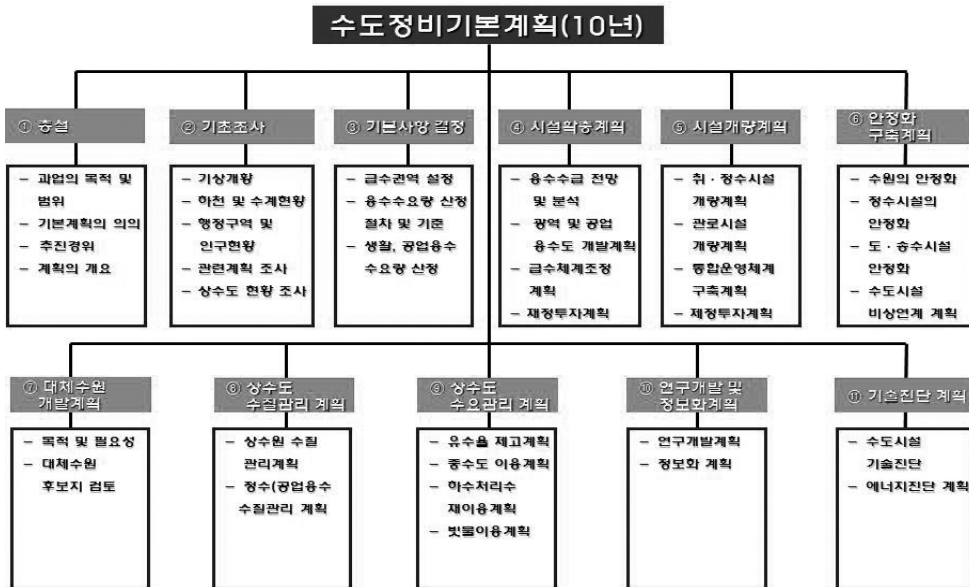 수도정비기본계획(10년)
① 총설
- 과업의 목적 및
범위
- 기본계획의 의의
- 추진경위
- 계획의 개요
② 기초조사
- 기상개황
- 하천 및 수계현황
- 행정구역 및
인구현황
- 관련계획 조사
- 상수도 현황 조사
③ 기본사항 결정
- 급수권역 설정
- 용수수요량 산정
절차 및 기준
- 생활, 공업용수
수요량 산정
④ 시설확충계획
- 용수수급 전망
및 분석
- 광역 및 공업
용수도 개발계획
- 급수체계조정
계획
- 재정투자계획
⑤ 시설개량계획
- 취·정수시설
개량계획
- 관로시설
개량계획
- 통합운영체계
구축계획
- 재정투자계획
⑥ 안정화
구축계획
- 수원의 안정화
- 정수시설의
안정화
- 도·송수시설
안정화
- 수도시설
비상연계 계획
⑦ 대체수원
개발계획
- 목적 및 필요성
- 대체수원
후보지 검토
⑧ 상수도
수질관리 계획
- 상수원 수질
관리계획
- 정수(공업용수
수질관리 계획
⑨ 상수도
수요관리 계획
- 유수율 제고계획
- 중수도 이용계획
- 하수처리수
재이용계획
- 빗물이용계획
⑩ 연구개발 및
정보화계획
- 연구개발계획
- 정보화 계획
⑪ 기술진단 계획
- 수도시설
기술진단
- 에너지진단 계획